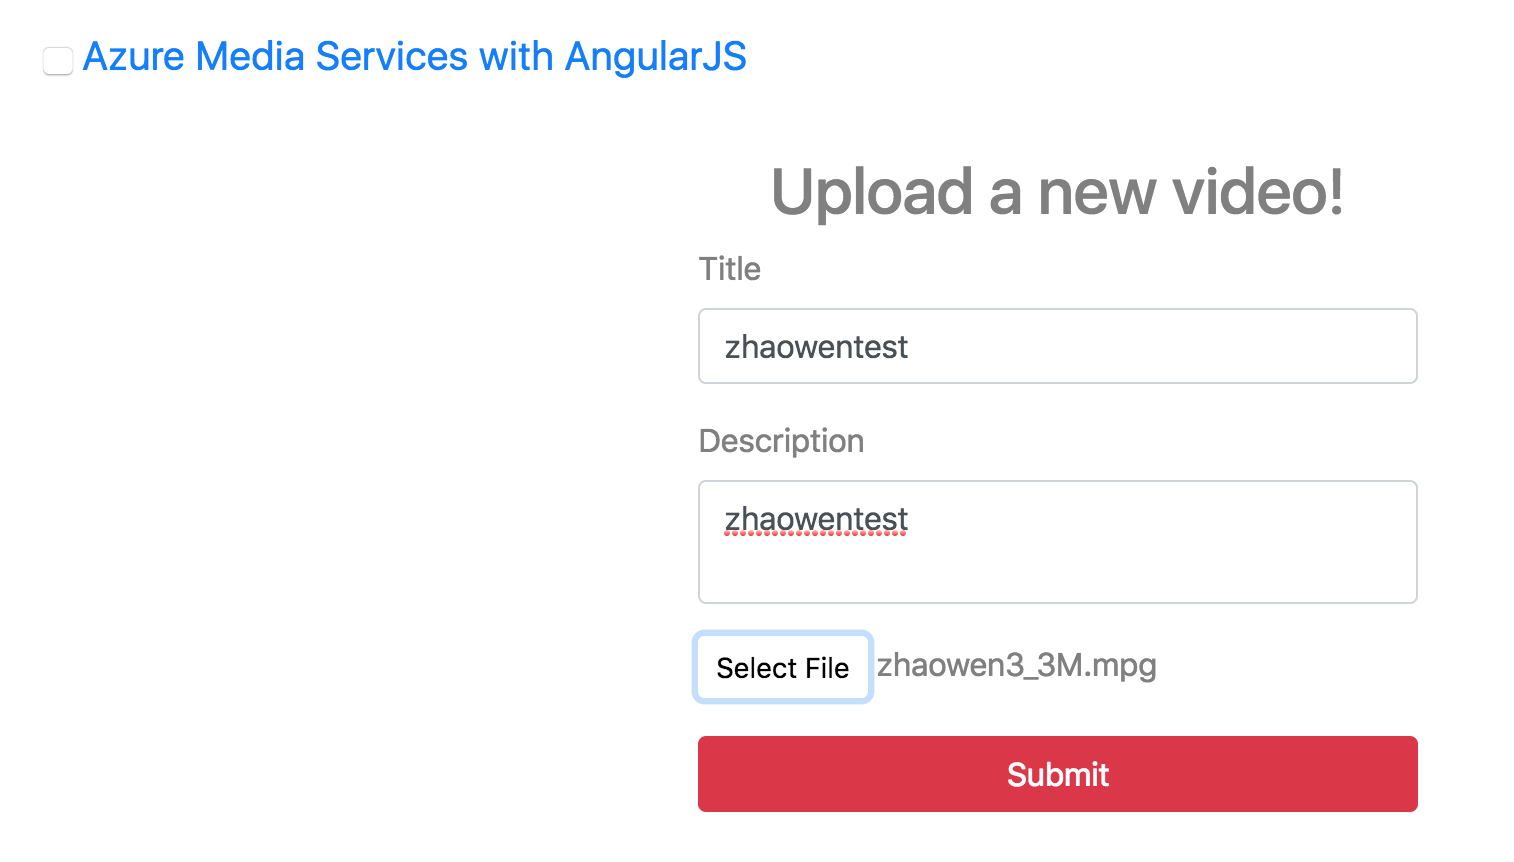 Azure Media Services with AngularJS
Upload a new video!
Title
zhaowentest
Description
zhaowentest
Select File zhaowen3_3M.mpg
Submit